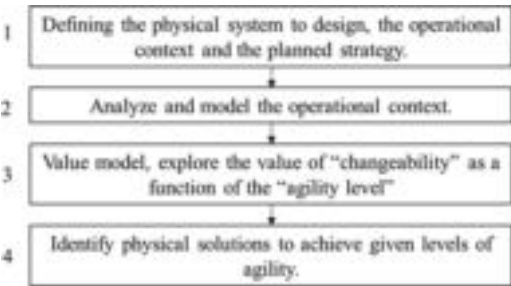 1
Defining the physical system to design, the operational
context and the planned strategy.
2
Analyze and model the operational context.
3
Value model, explore the value of “changeability” as a
function of the “agility level”
4
Identify physical solutions to achieve given levels of
agility.